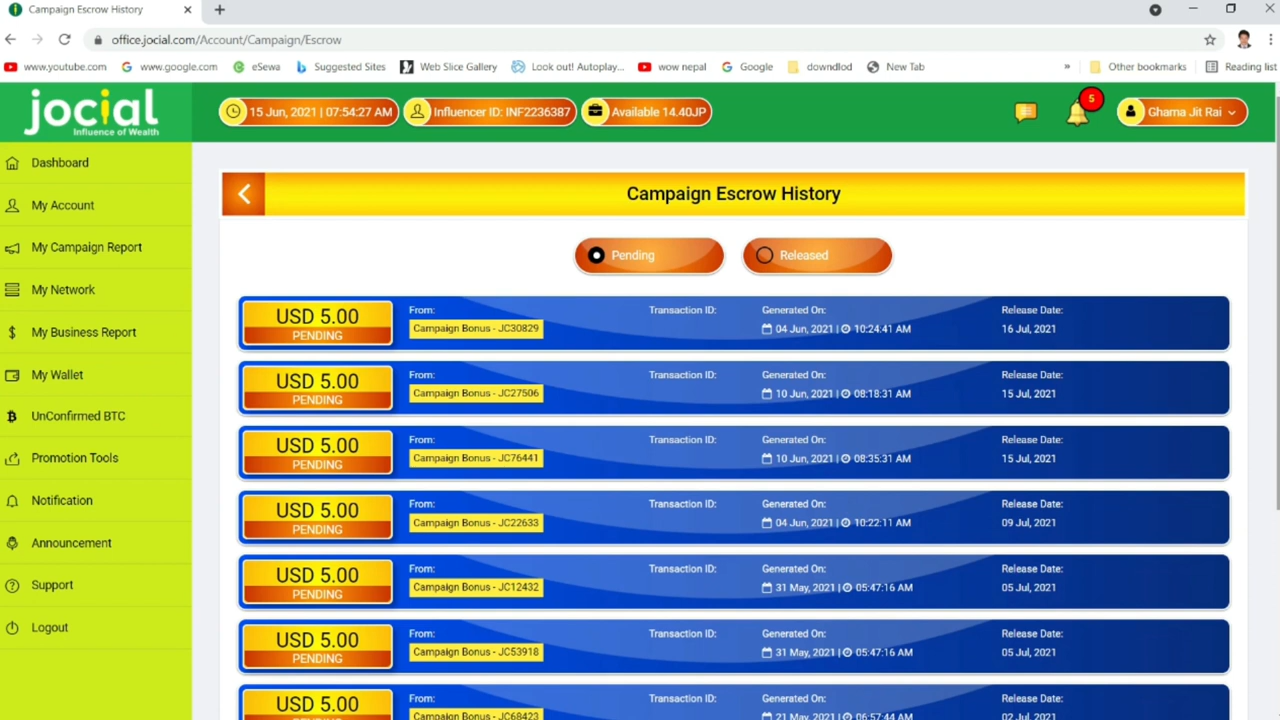 Campaign Escrow History
office.jocial.com/Account/Campaign/Escrow
www.youtube.com www.google.com eSewa Suggested Sites Web Slice Gallery Look out! Autoplay... wow nepal Google downdlod New Tab » Other bookmarks Reading list
jocial
Influence of Wealth
15 Jun, 2021 | 07:54:27 AM Influencer ID: INF2236387 Available 14.40JP 5 Ghama Jit Rai
Dashboard
My Account
My Campaign Report
My Network
My Business Report
My Wallet
UnConfirmed BTC
Promotion Tools
Notification
Announcement
Support
Logout
Campaign Escrow History
Pending Released
USD 5.00
PENDING
From: Transaction ID: Generated On: Release Date:
Campaign Bonus - JC30829 04 Jun, 2021 | 10:24:41 AM 16 Jul, 2021
USD 5.00
PENDING
From: Transaction ID: Generated On: Release Date:
Campaign Bonus - JC27506 10 Jun, 2021 | 08:18:31 AM 15 Jul, 2021
USD 5.00
PENDING
From: Transaction ID: Generated On: Release Date:
Campaign Bonus - JC76441 10 Jun, 2021 | 08:35:31 AM 15 Jul, 2021
USD 5.00
PENDING
From: Transaction ID: Generated On: Release Date:
Campaign Bonus - JC22633 04 Jun, 2021 | 10:22:11 AM 09 Jul, 2021
USD 5.00
PENDING
From: Transaction ID: Generated On: Release Date:
Campaign Bonus - JC12432 31 May, 2021 | 05:47:16 AM 05 Jul, 2021
USD 5.00
PENDING
From: Transaction ID: Generated On: Release Date:
Campaign Bonus - JC53918 31 May, 2021 | 05:47:16 AM 05 Jul, 2021
USD 5.00
From: Transaction ID: Generated On: Release Date:
Campaign Bonus - JC68423 21 May, 2021 | 06:57:44 AM 02 Jul, 2021